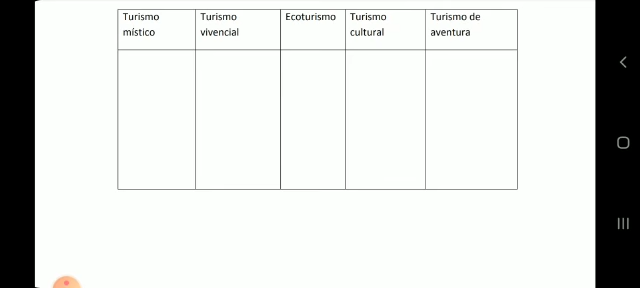 Turismo místico
Turismo vivencial
Ecoturismo
Turismo cultural
Turismo de aventura